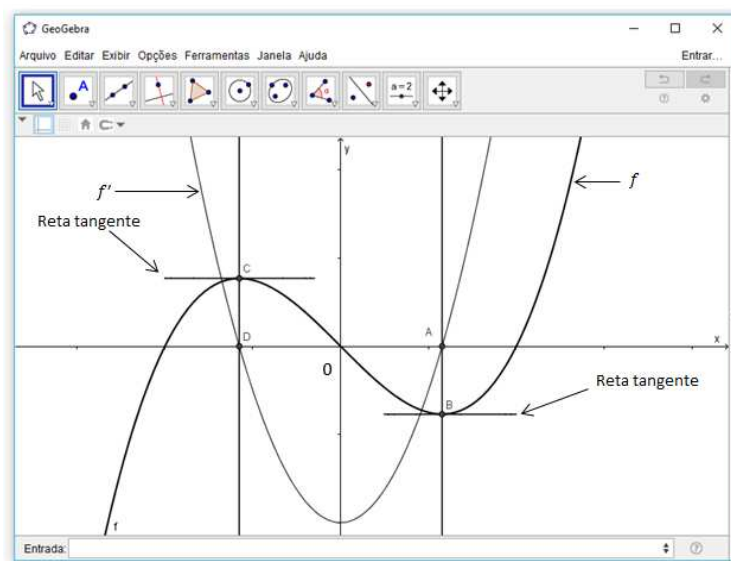 GeoGebra
Arquivo Editar Exibir Opções Ferramentas Janela Ajuda Entrar...
A α a=2
y
f' f
Reta tangente
C
D A x
0
B Reta tangente
f
Entrada: